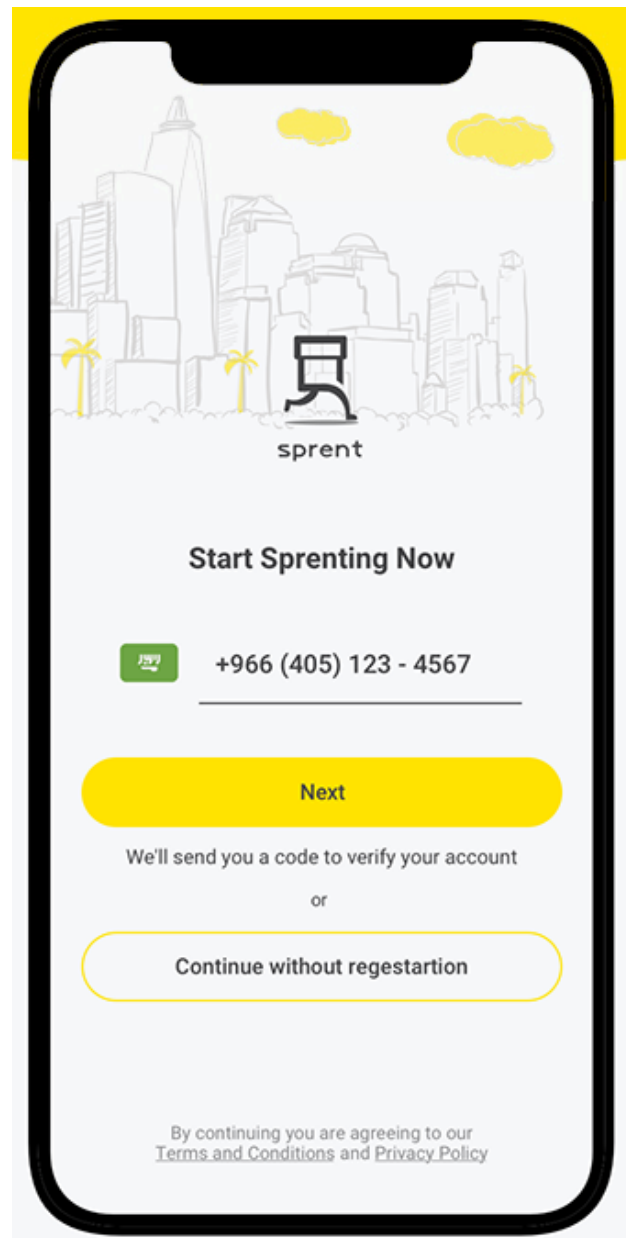 sprent
Start Sprenting Now
+966 (405) 123 - 4567
Next
We'll send you a code to verify your account
or
Continue without regestartion
By continuing you are agreeing to our
Terms and Conditions and Privacy Policy